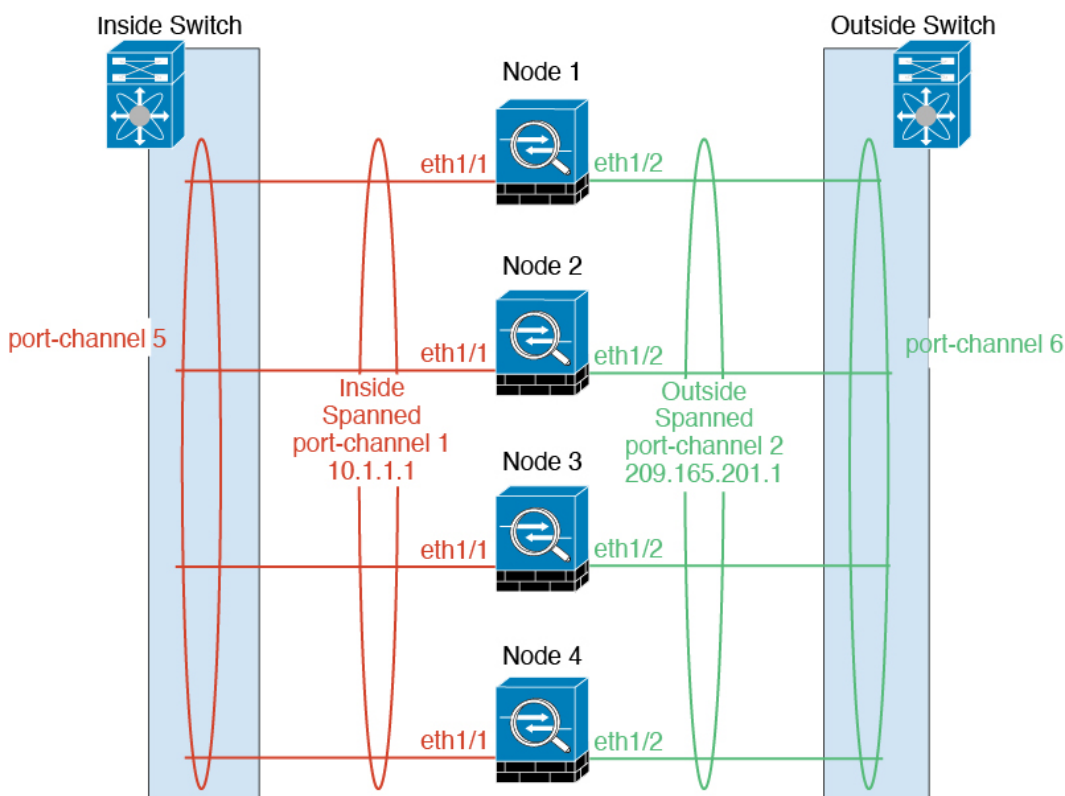 Inside Switch
Outside Switch
Node 1
eth1/1
eth1/2
Node 2
port-channel 5
eth1/1
eth1/2
port-channel 6
Inside
Spanned
port-channel 1
10.1.1.1
Outside
Spanned
port-channel 2
209.165.201.1
Node 3
eth1/1
eth1/2
Node 4
eth1/1
eth1/2